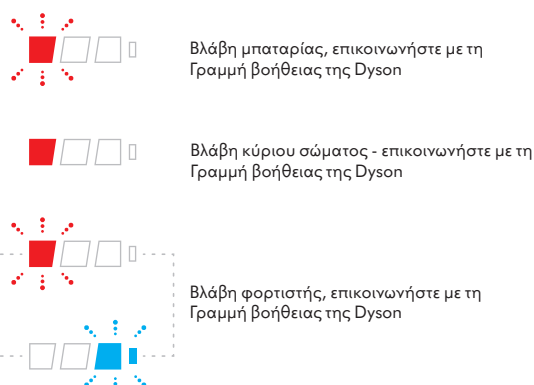 Βλάβη μπαταρίας, επικοινωνήστε με τη
Γραμμή βοήθειας της Dyson
Βλάβη κύριου σώματος - επικοινωνήστε με τη
Γραμμή βοήθειας της Dyson
Βλάβη φορτιστής, επικοινωνήστε με τη
Γραμμή βοήθειας της Dyson